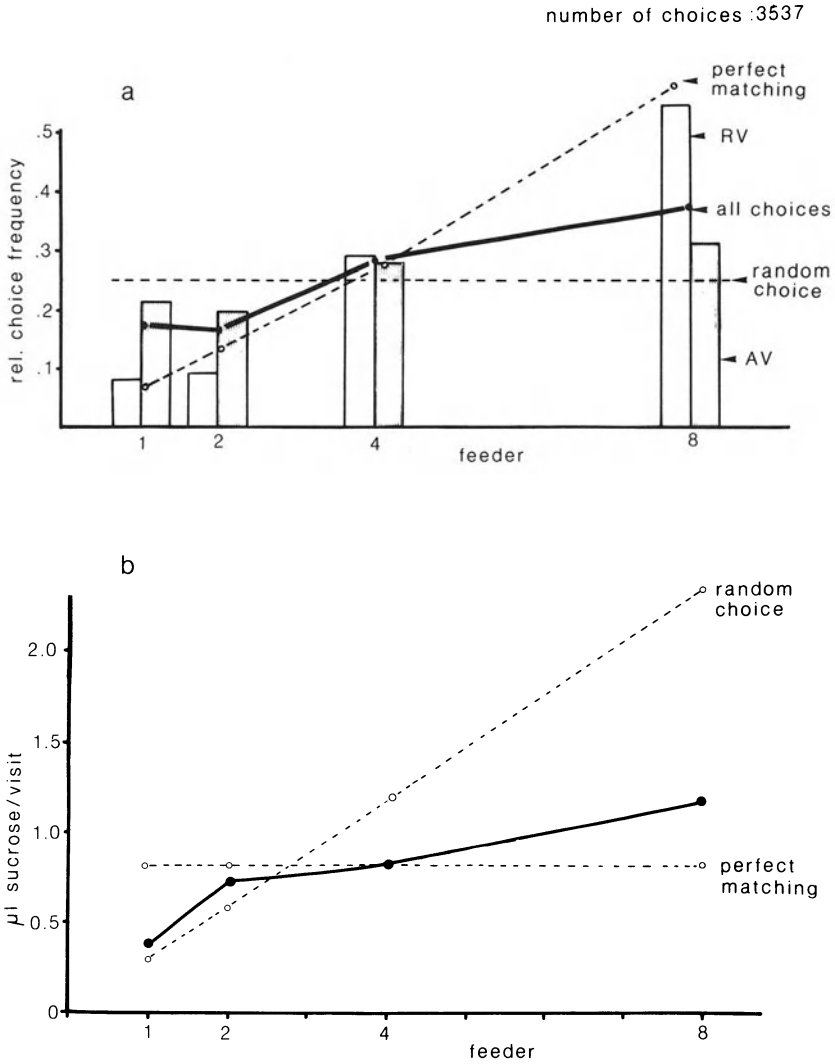 number of choices :3537
a
perfect
matching
RV
all choices
random
choice
AV
rel. choice frequency
.5
.4
.3
.2
.1
1
2
4
8
feeder
b
random
choice
perfect
matching
µl sucrose/visit
2.0
1.5
1.0
0.5
0
1
2
4
8
feeder